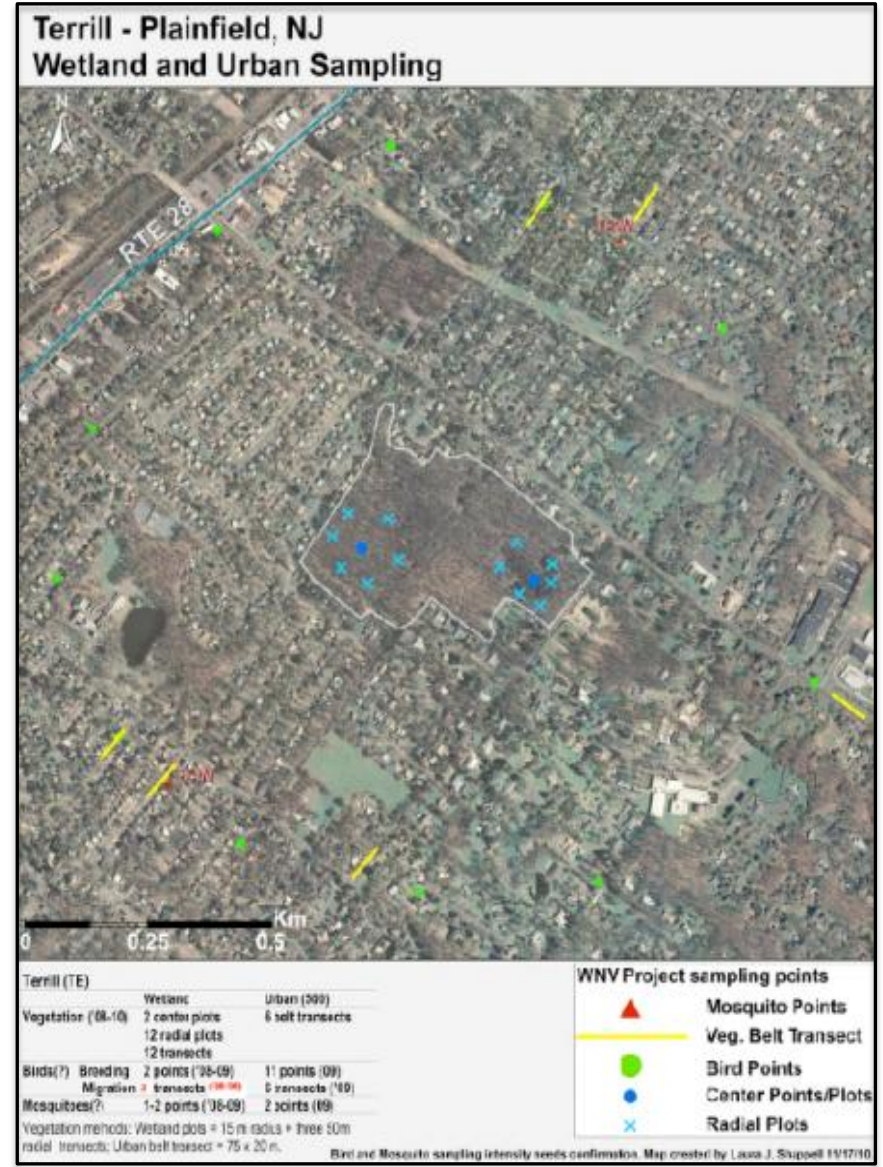 Terrill - Plainfield, NJ
Wetland and Urban Sampling
N
RTE 28
Km
0 0.25 0.5
Terrill (TE)
Wetland Urban (500)
Vegetation ('08-10) 2 center plots 6 belt transects
12 radial plots
12 transects
Birds(?) Breeding 2 points ('08-09) 11 points (09)
Migration transects 6 transects ('09)
Mosquitoes(?) 1-2 points ('08-09) 2 points (09)
Vegetation methods: Wetland plots = 15 m radius + three 50m
radial transects; Urban belt transect = 75 x 20 m.
WNV Project sampling points
Mosquito Points
Veg. Belt Transect
Bird Points
Center Points/Plots
Radial Plots
Bird and Mosquito sampling intensity needs confirmation. Map created by Laura J. Shappell 11/17/10